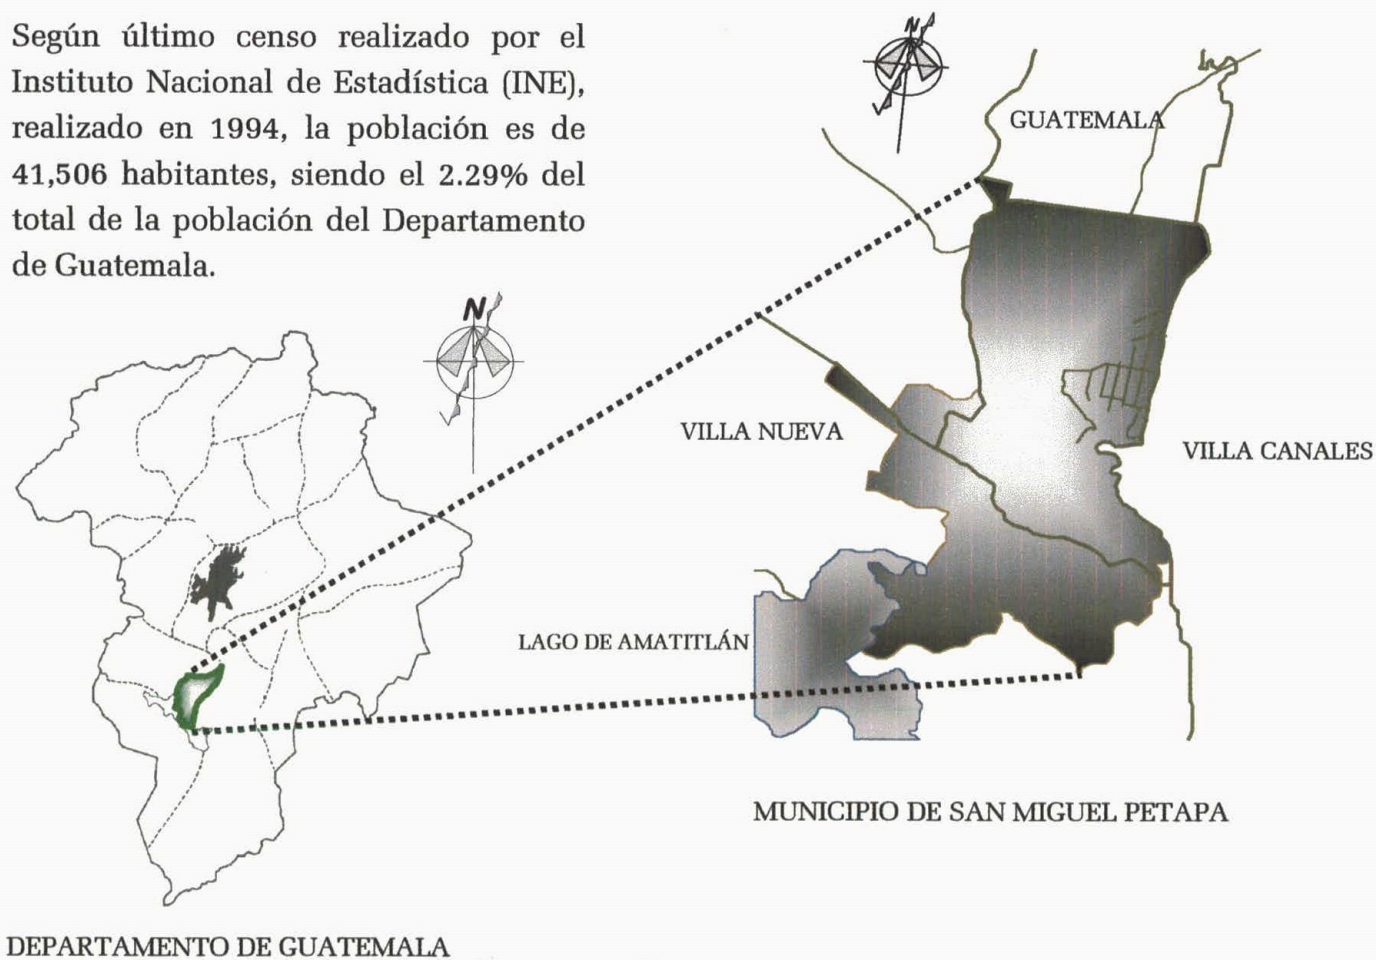 Según último censo realizado por el
Instituto Nacional de Estadística (INE),
realizado en 1994, la población es de
41,506 habitantes, siendo el 2.29% del
total de la población del Departamento
de Guatemala.
N
GUATEMALA
N
VILLA NUEVA
VILLA CANALES
LAGO DE AMATITLÁN
MUNICIPIO DE SAN MIGUEL PETAPA
DEPARTAMENTO DE GUATEMALA